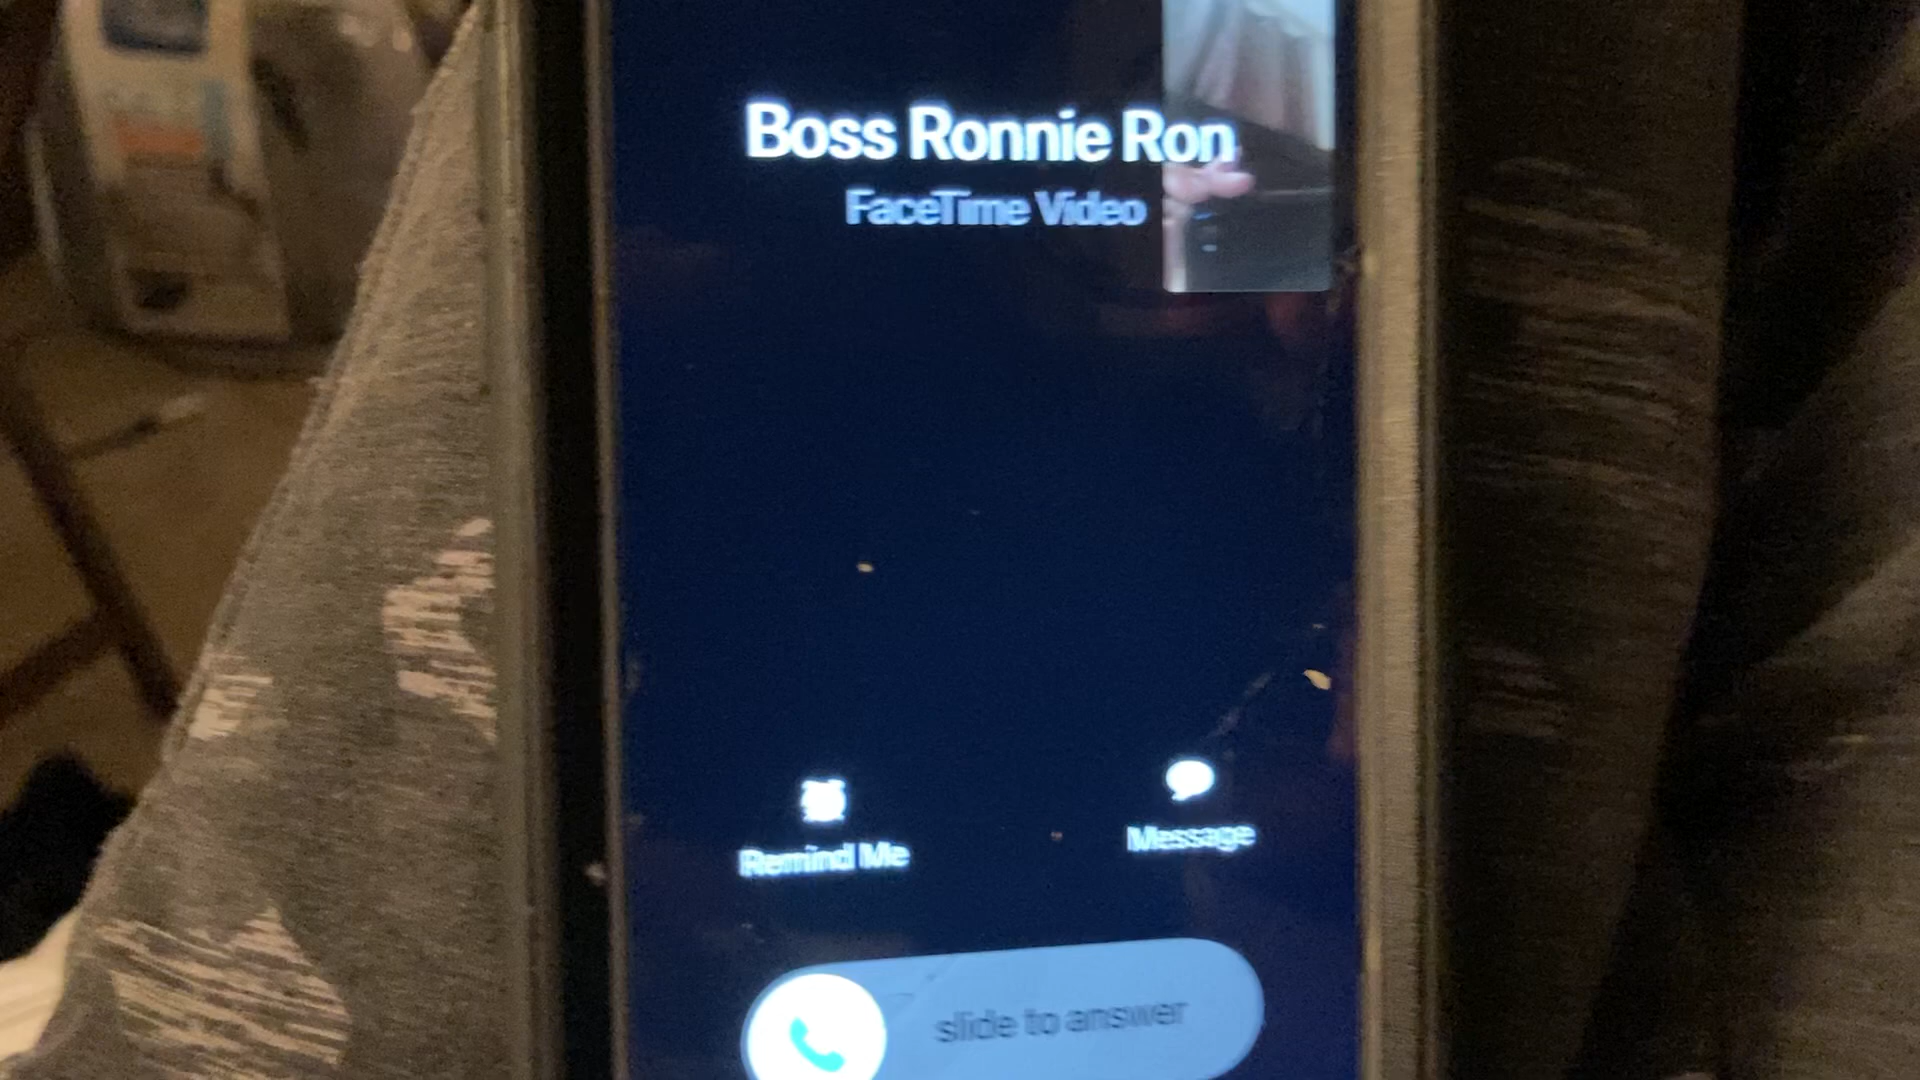 Boss Ronnie Ron
FaceTime Video
Remind Me
Message
slide to answer